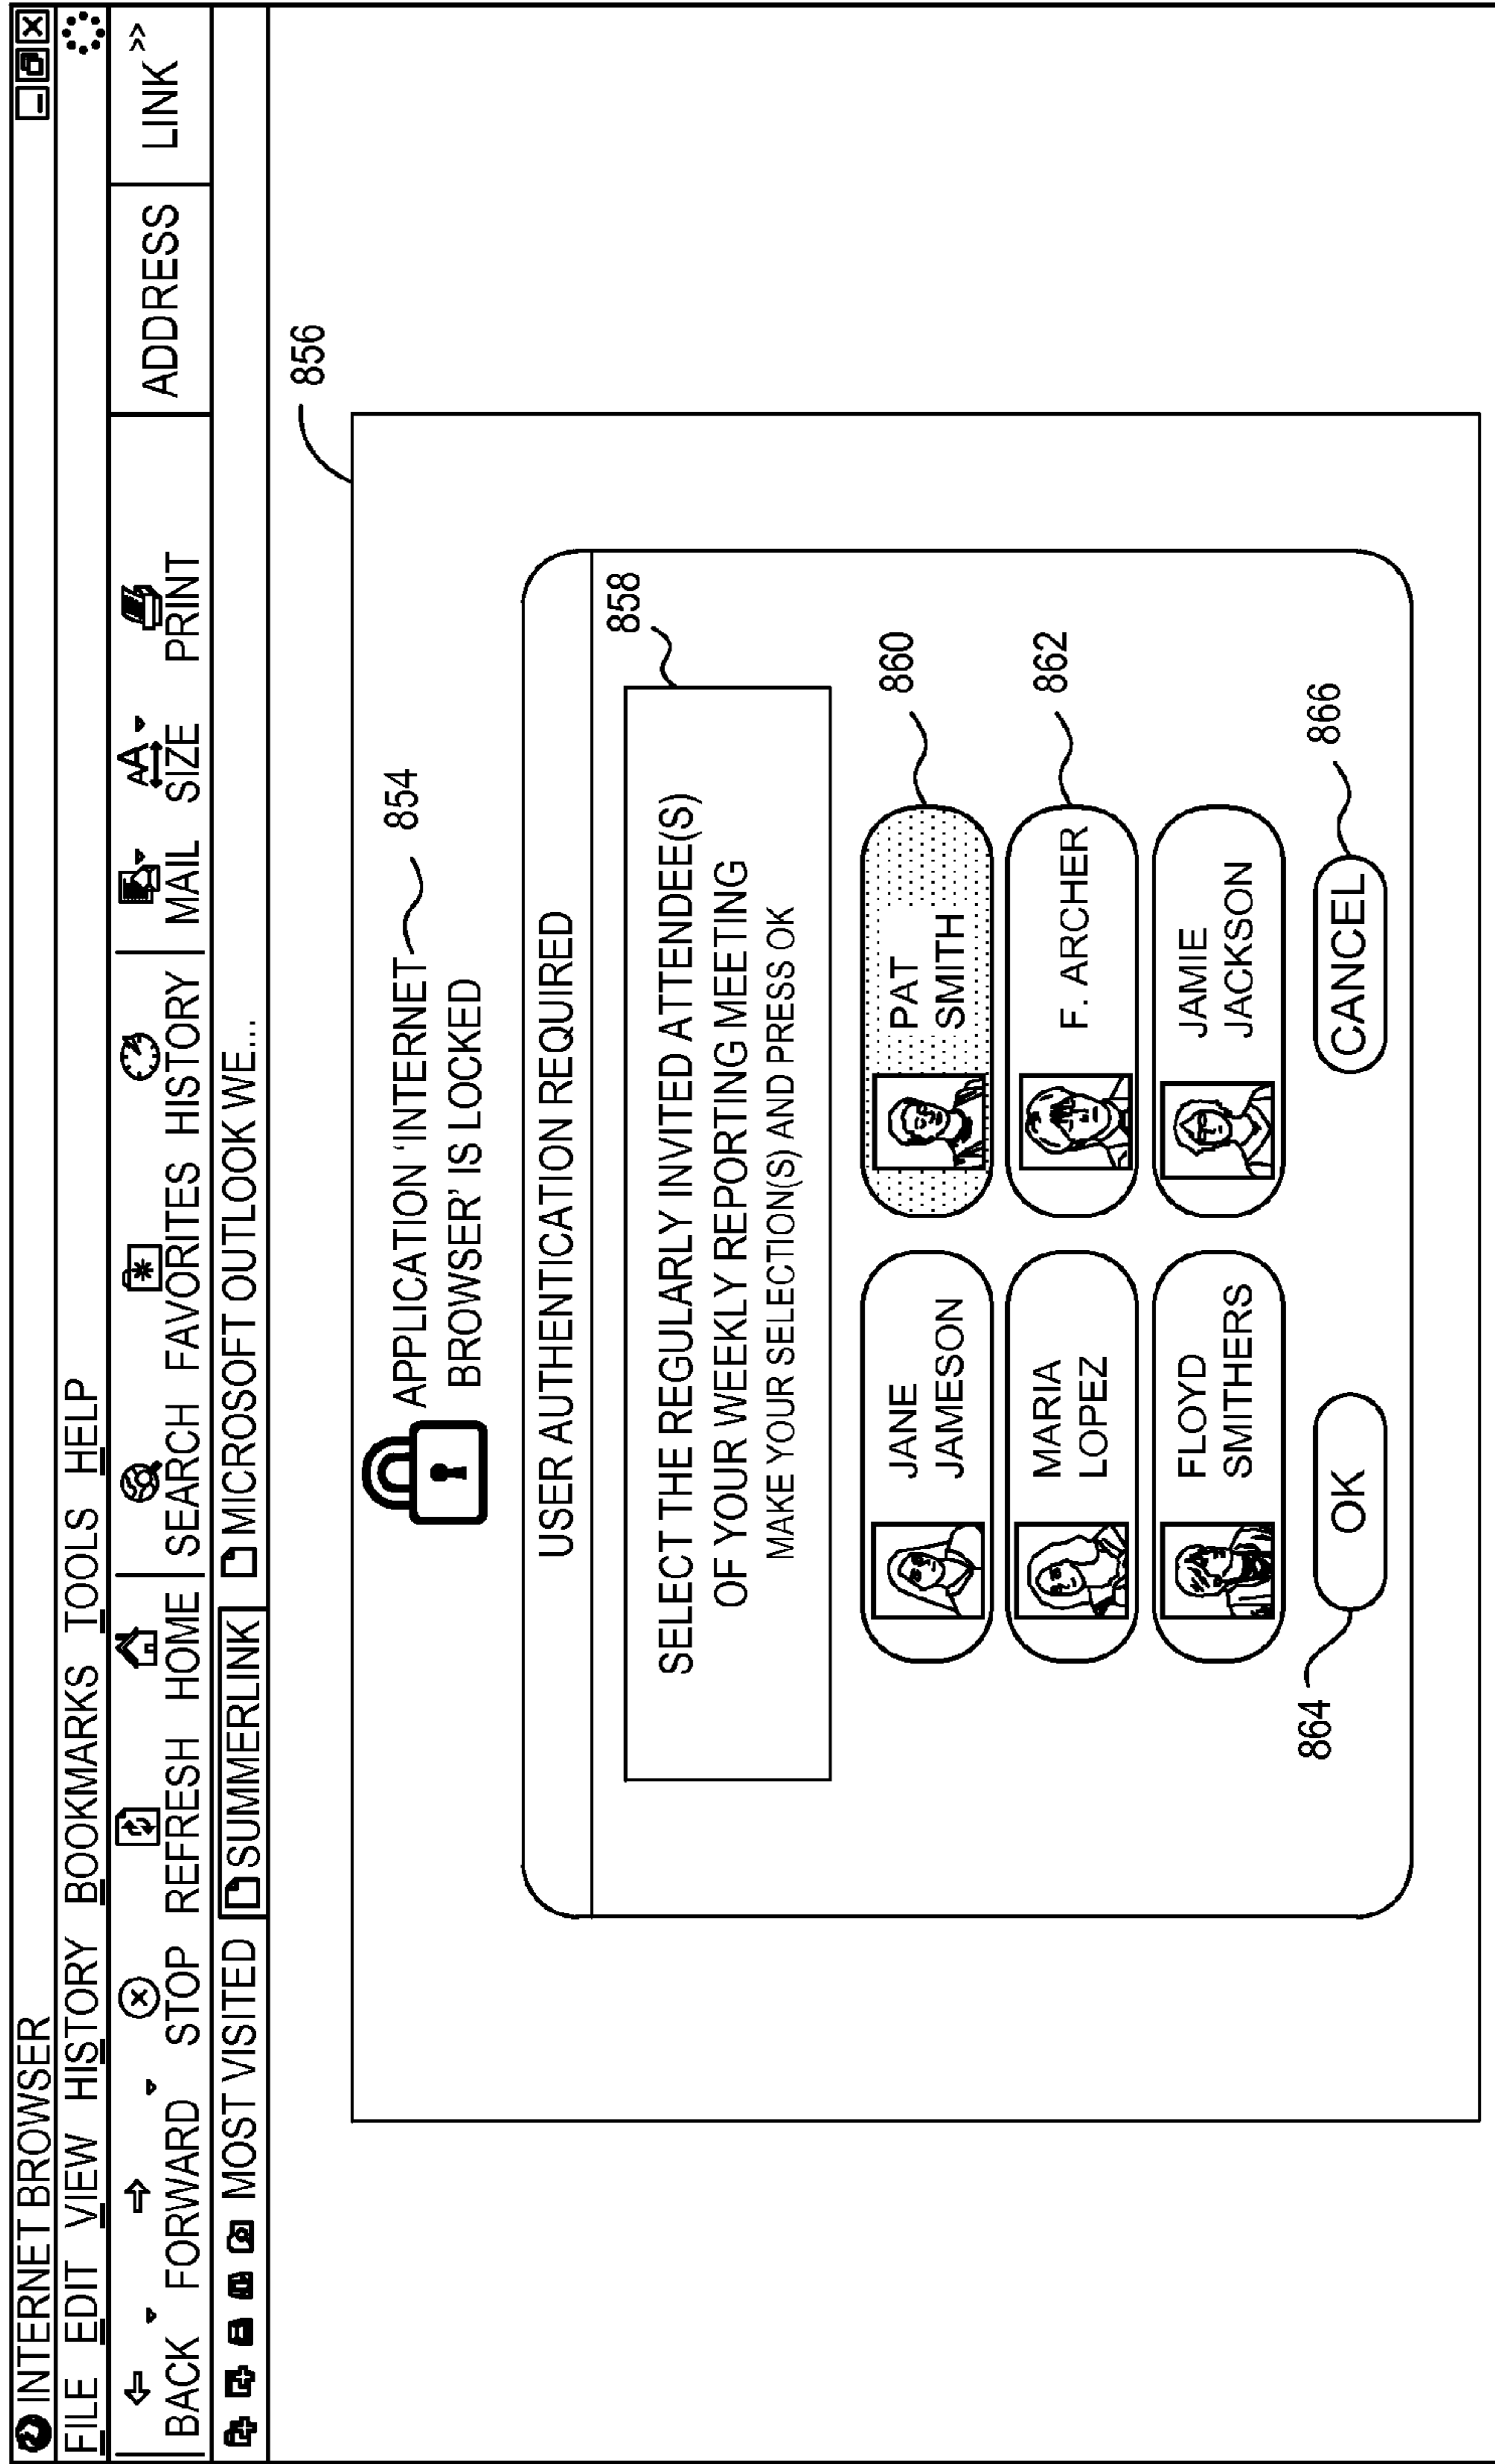 INTERNET BROWSER
FILE EDIT VIEW HISTORY BOOKMARKS TOOLS HELP
BACK FORWARD STOP REFRESH HOME SEARCH FAVORITES HISTORY MAIL SIZE PRINT ADDRESS LINK >>
MOST VISITED SUMMERLINK MICROSOFT OUTLOOK WE...
856
APPLICATION 'INTERNET 854
BROWSER' IS LOCKED
USER AUTHENTICATION REQUIRED
858
SELECT THE REGULARLY INVITED ATTENDEE(S)
OF YOUR WEEKLY REPORTING MEETING
MAKE YOUR SELECTION(S) AND PRESS OK
JANE
JAMESON
PAT
SMITH
860
MARIA
LOPEZ
F. ARCHER
862
FLOYD
SMITHERS
JAMIE
JACKSON
864
OK
CANCEL
866